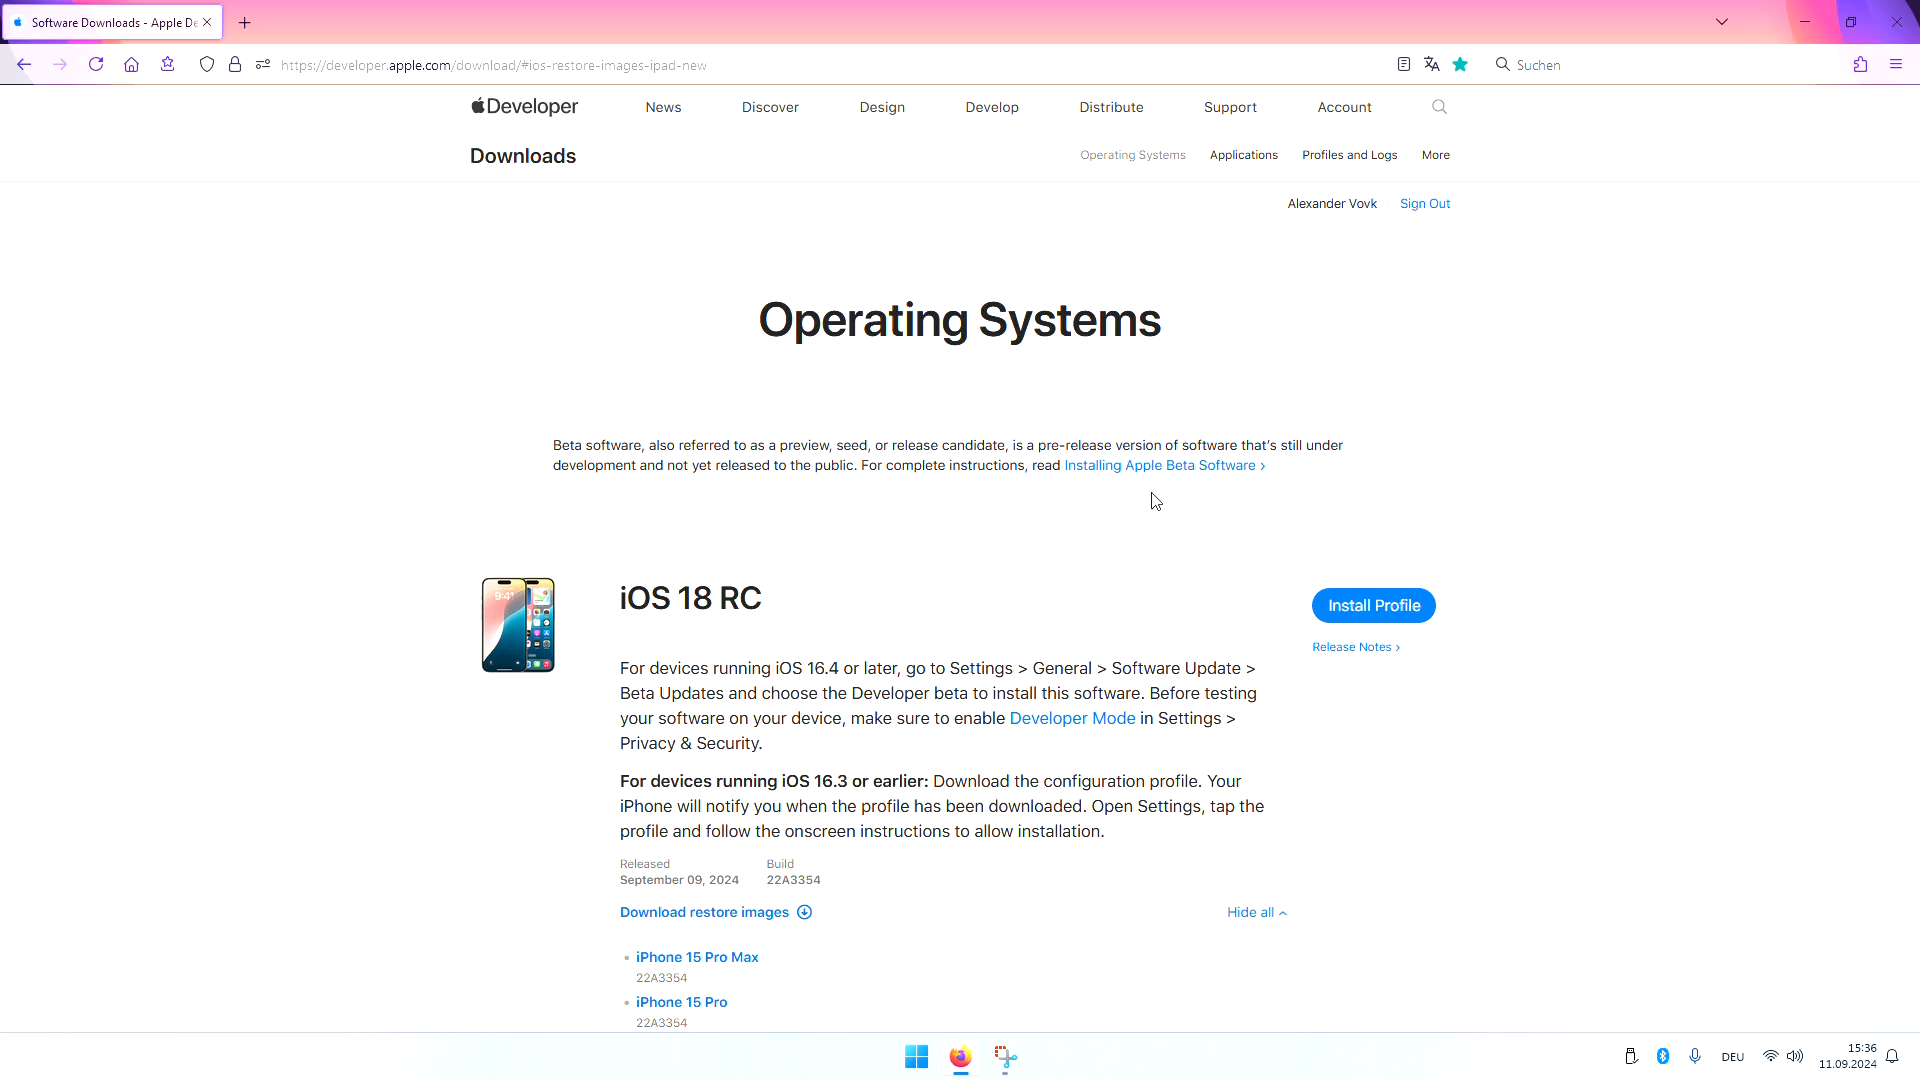 Software Downloads - Apple De
https://developer.apple.com/download/#ios-restore-images-ipad-new
Suchen
Developer
News
Discover
Design
Develop
Distribute
Support
Account
Downloads
Operating Systems
Applications
Profiles and Logs
More
Alexander Vovk
Sign Out
Operating Systems
Beta software, also referred to as a preview, seed, or release candidate, is a pre-release version of software that's still under
development and not yet released to the public. For complete instructions, read Installing Apple Beta Software >
9:41
iOS 18 RC
Install Profile
Release Notes >
For devices running iOS 16.4 or later, go to Settings > General > Software Update >
Beta Updates and choose the Developer beta to install this software. Before testing
your software on your device, make sure to enable Developer Mode in Settings >
Privacy & Security.
For devices running iOS 16.3 or earlier: Download the configuration profile. Your
iPhone will notify you when the profile has been downloaded. Open Settings, tap the
profile and follow the onscreen instructions to allow installation.
Released
September 09, 2024
Build
22A3354
Download restore images
Hide all
• iPhone 15 Pro Max
22A3354
• iPhone 15 Pro
22A3354
DEU
15:36
11.09.2024